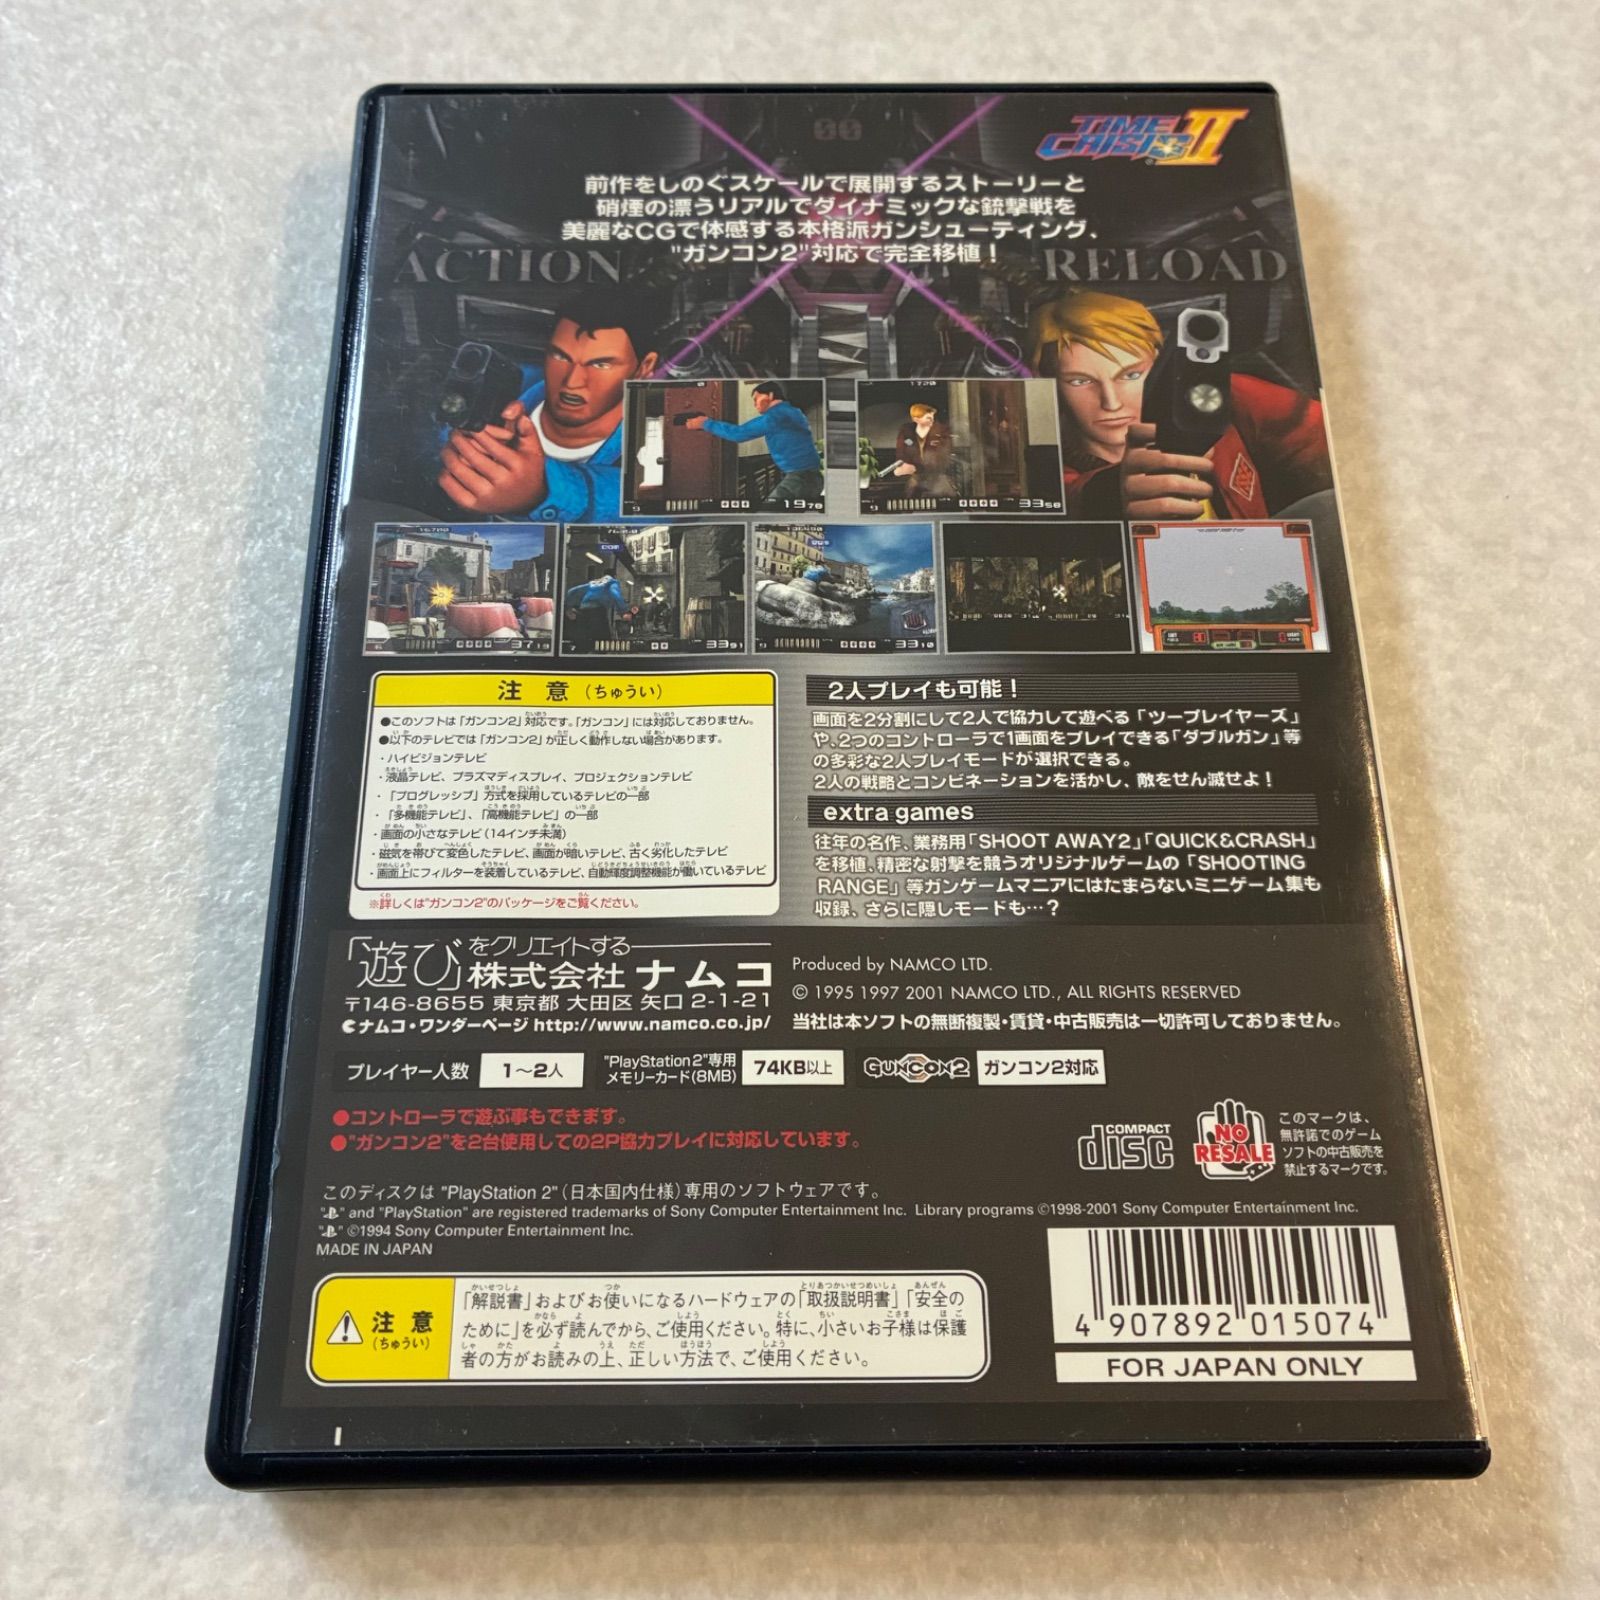 TIME CRISIS II
前作をしのぐスケールで展開するストーリーと
硝煙の漂うリアルでダイナミックな銃撃戦を
美麗なCGで体感する本格派ガンシューティング、
"ガンコン2"対応で完全移植！
ACTION
RELOAD
注 意 (ちゅうい)
●このソフトは「ガンコン2」対応です。「ガンコン」には対応しておりません。
●以下のテレビでは「ガンコン2」が正しく動作しない場合があります。
・ハイビジョンテレビ
・液晶テレビ、プラズマディスプレイ、プロジェクションテレビ
・「プログレッシブ」方式を採用しているテレビの一部
・「多機能テレビ」、「高機能テレビ」の一部
・画面の小さなテレビ(14インチ未満)
・磁気を帯びて変色したテレビ、画面が暗いテレビ、古く劣化したテレビ
・画面上にフィルターを装着しているテレビ、自動輝度調整機能が働いているテレビ
※詳しくは"ガンコン2"のパッケージをご覧ください。
2人プレイも可能！
画面を2分割にして2人で協力して遊べる「ツープレイヤーズ」
や、2つのコントローラで1画面をプレイできる「ダブルガン」等
の多彩な2人プレイモードが選択できる。
2人の戦略とコンビネーションを活かし、敵をせん滅せよ！
extra games
往年の名作、業務用「SHOOT AWAY2」「QUICK&CRASH」
を移植、精密な射撃を競うオリジナルゲームの「SHOOTING
RANGE」等ガンゲームマニアにはたまらないミニゲーム集も
収録、さらに隠しモードも…？
「遊び」をクリエイトする
株式会社 ナムコ
〒146-8655 東京都 大田区 矢口 2-1-21
ナムコ・ワンダーページ http://www.namco.co.jp/
Produced by NAMCO LTD.
© 1995 1997 2001 NAMCO LTD., ALL RIGHTS RESERVED
当社は本ソフトの無断複製・賃貸・中古販売は一切許可しておりません。
プレイヤー人数 1〜2人
"PlayStation 2"専用
メモリーカード(8MB) 74KB以上
GUNCON2 ガンコン2対応
●コントローラで遊ぶ事もできます。
●"ガンコン2"を2台使用しての2P協力プレイに対応しています。
COMPACT
disc
NO
RESALE
このマークは、
無許諾でのゲーム
ソフトの中古販売を
禁止するマークです。
このディスクは "PlayStation 2" (日本国内仕様) 専用のソフトウェアです。
" " and "PlayStation" are registered trademarks of Sony Computer Entertainment Inc. Library programs ©1998-2001 Sony Computer Entertainment Inc.
" " ©1994 Sony Computer Entertainment Inc.
MADE IN JAPAN
注 意
(ちゅうい)
「解説書」およびお使いになるハードウェアの「取扱説明書」「安全の
ために」を必ず読んでから、ご使用ください。特に、小さいお子様は保護
者の方がお読みの上、正しい方法で、ご使用ください。
4 907892 015074
FOR JAPAN ONLY